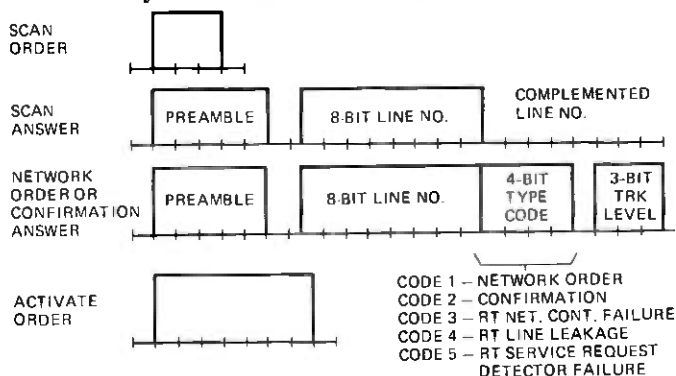 SCAN
ORDER
SCAN
ANSWER
PREAMBLE
8-BIT LINE NO.
COMPLEMENTED
LINE NO.
NETWORK
ORDER OR
CONFIRMATION
ANSWER
PREAMBLE
8-BIT LINE NO.
4-BIT
TYPE
CODE
3-BIT
TRK
LEVEL
ACTIVATE
ORDER
CODE 1 – NETWORK ORDER
CODE 2 – CONFIRMATION
CODE 3 – RT NET. CONT. FAILURE
CODE 4 – RT LINE LEAKAGE
CODE 5 – RT SERVICE REQUEST
DETECTOR FAILURE